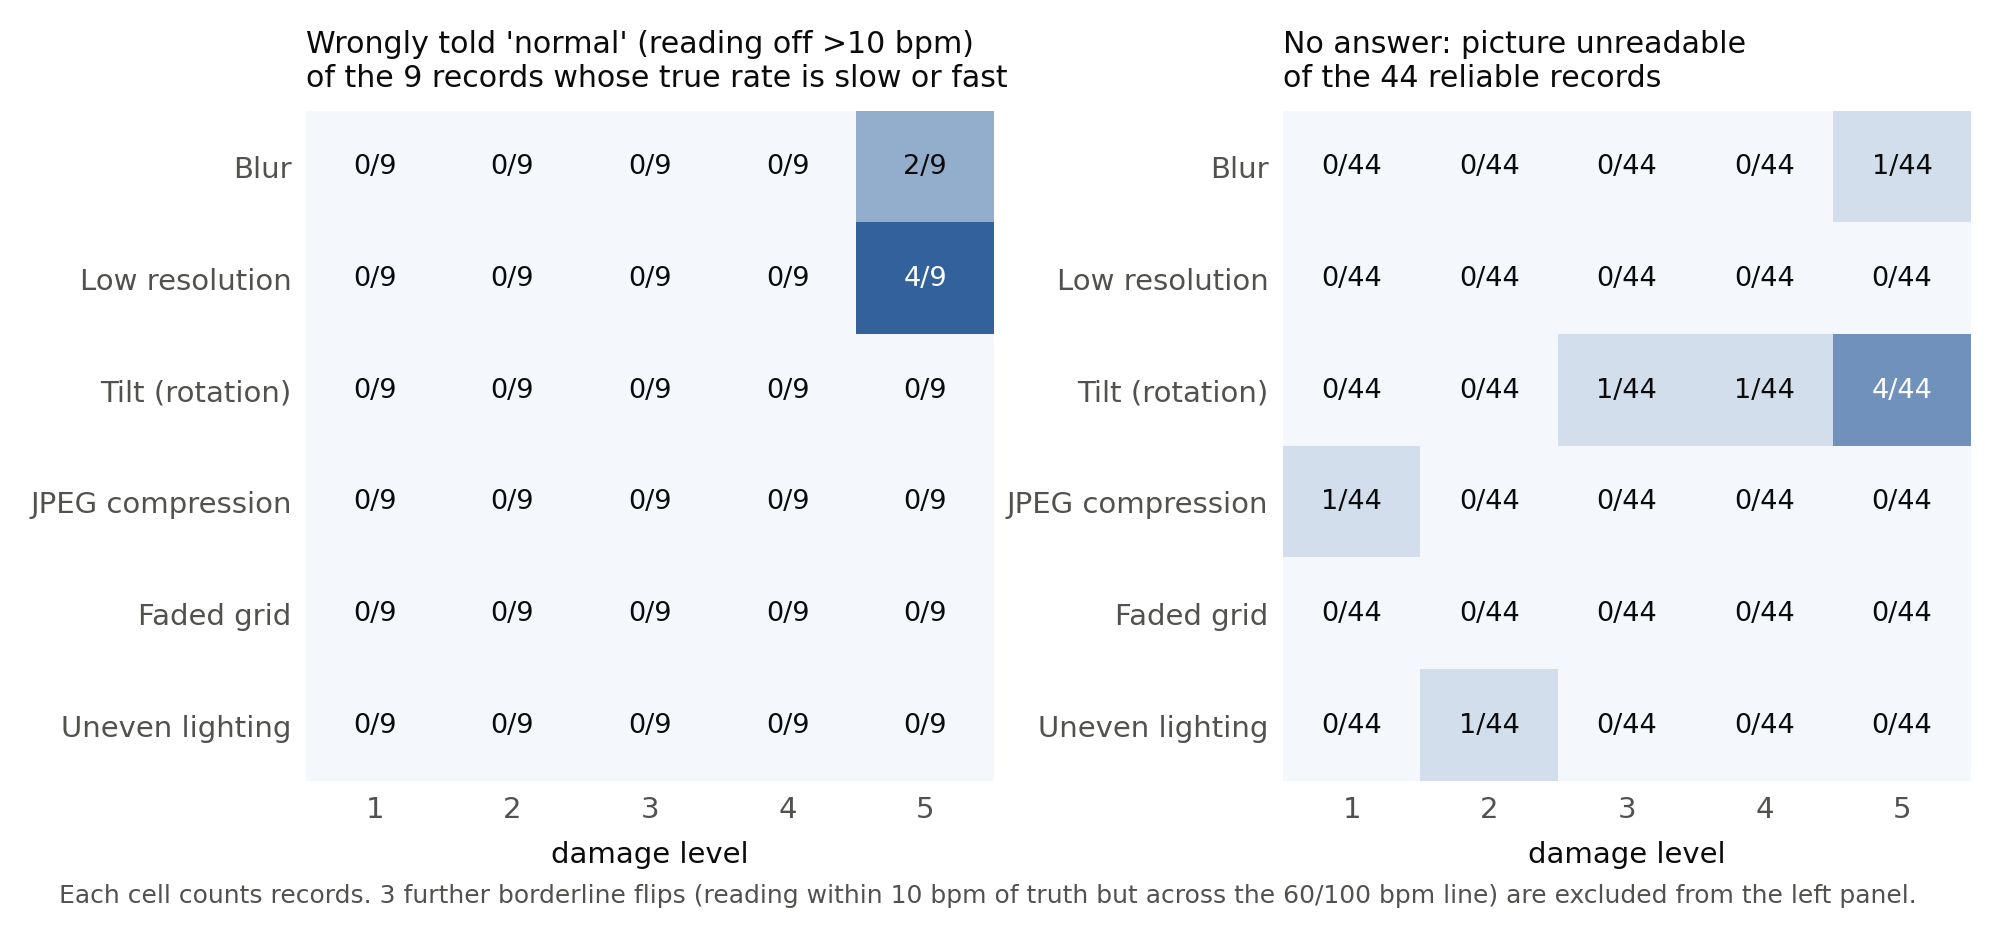 Wrongly told 'normal' (reading off >10 bpm)
of the 9 records whose true rate is slow or fast
Blur 0/9 0/9 0/9 0/9 2/9
Low resolution 0/9 0/9 0/9 0/9 4/9
Tilt (rotation) 0/9 0/9 0/9 0/9 0/9
JPEG compression 0/9 0/9 0/9 0/9 0/9
Faded grid 0/9 0/9 0/9 0/9 0/9
Uneven lighting 0/9 0/9 0/9 0/9 0/9
1 2 3 4 5
damage level
No answer: picture unreadable
of the 44 reliable records
Blur 0/44 0/44 0/44 0/44 1/44
Low resolution 0/44 0/44 0/44 0/44 0/44
Tilt (rotation) 0/44 0/44 1/44 1/44 4/44
JPEG compression 1/44 0/44 0/44 0/44 0/44
Faded grid 0/44 0/44 0/44 0/44 0/44
Uneven lighting 0/44 1/44 0/44 0/44 0/44
1 2 3 4 5
damage level
Each cell counts records. 3 further borderline flips (reading within 10 bpm of truth but across the 60/100 bpm line) are excluded from the left panel.